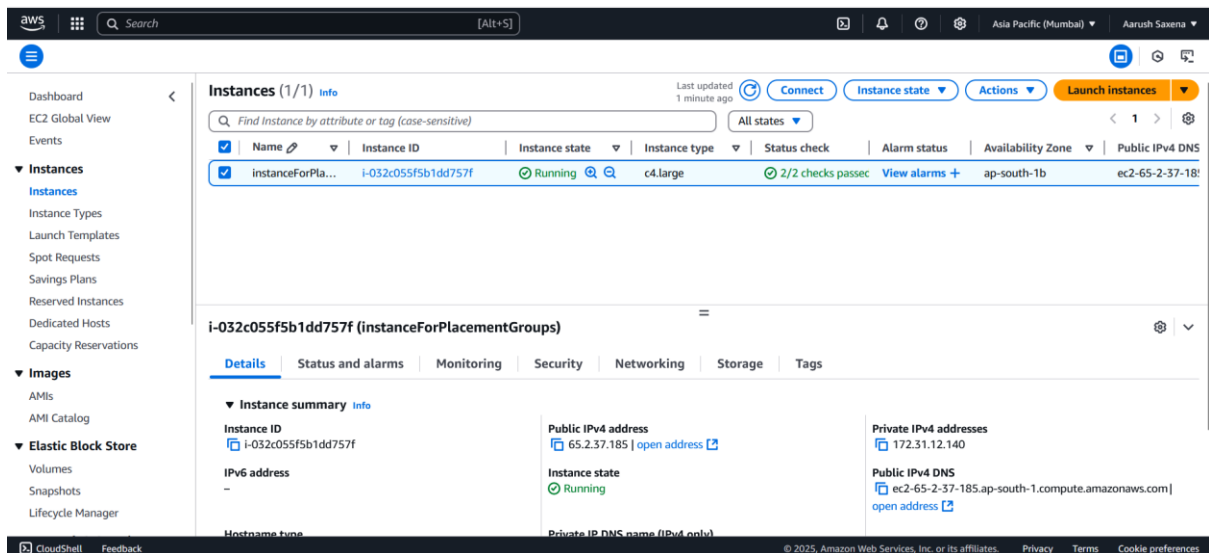 aws Search [Alt+S] Asia Pacific (Mumbai) Aarush Saxena
Dashboard
EC2 Global View
Events
Instances
Instances
Instance Types
Launch Templates
Spot Requests
Savings Plans
Reserved Instances
Dedicated Hosts
Capacity Reservations
Images
AMIs
AMI Catalog
Elastic Block Store
Volumes
Snapshots
Lifecycle Manager
Instances (1/1) Info
Last updated
1 minute ago
Connect Instance state Actions Launch instances
Find Instance by attribute or tag (case-sensitive) All states 1
Name Instance ID Instance state Instance type Status check Alarm status Availability Zone Public IPv4 DNS
instanceForPla... i-032c055f5b1dd757f Running c4.large 2/2 checks passec View alarms + ap-south-1b ec2-65-2-37-18
i-032c055f5b1dd757f (instanceForPlacementGroups)
Details Status and alarms Monitoring Security Networking Storage Tags
Instance summary Info
Instance ID Public IPv4 address Private IPv4 addresses
i-032c055f5b1dd757f 65.2.37.185 | open address 172.31.12.140
IPv6 address Instance state Public IPv4 DNS
– Running ec2-65-2-37-185.ap-south-1.compute.amazonaws.com |
open address
Hostname type Private IP DNS name (IPv4 only)
CloudShell Feedback © 2025, Amazon Web Services, Inc. or its affiliates. Privacy Terms Cookie preferences